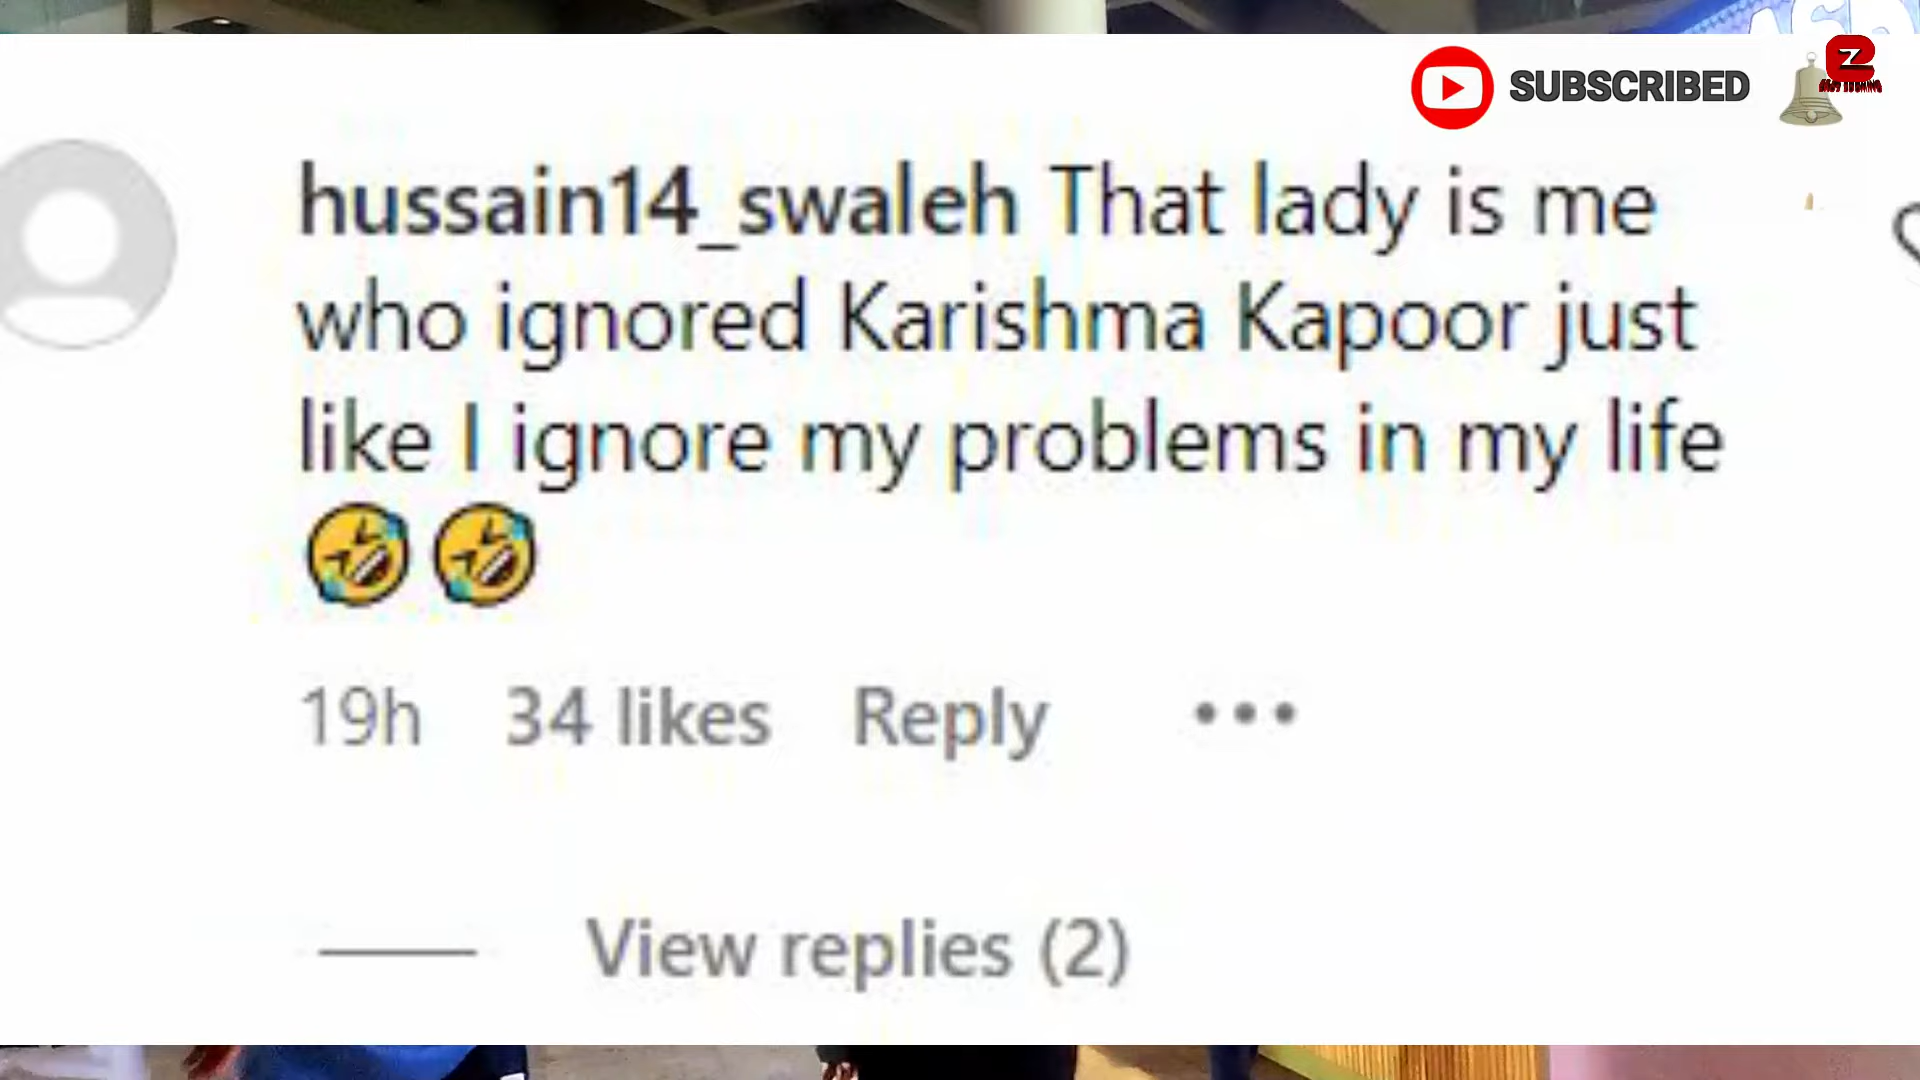 SUBSCRIBED
Z
hussain14_swaleh That lady is me
who ignored Karishma Kapoor just
like I ignore my problems in my life
🤣🤣
19h 34 likes Reply •••
View replies (2)